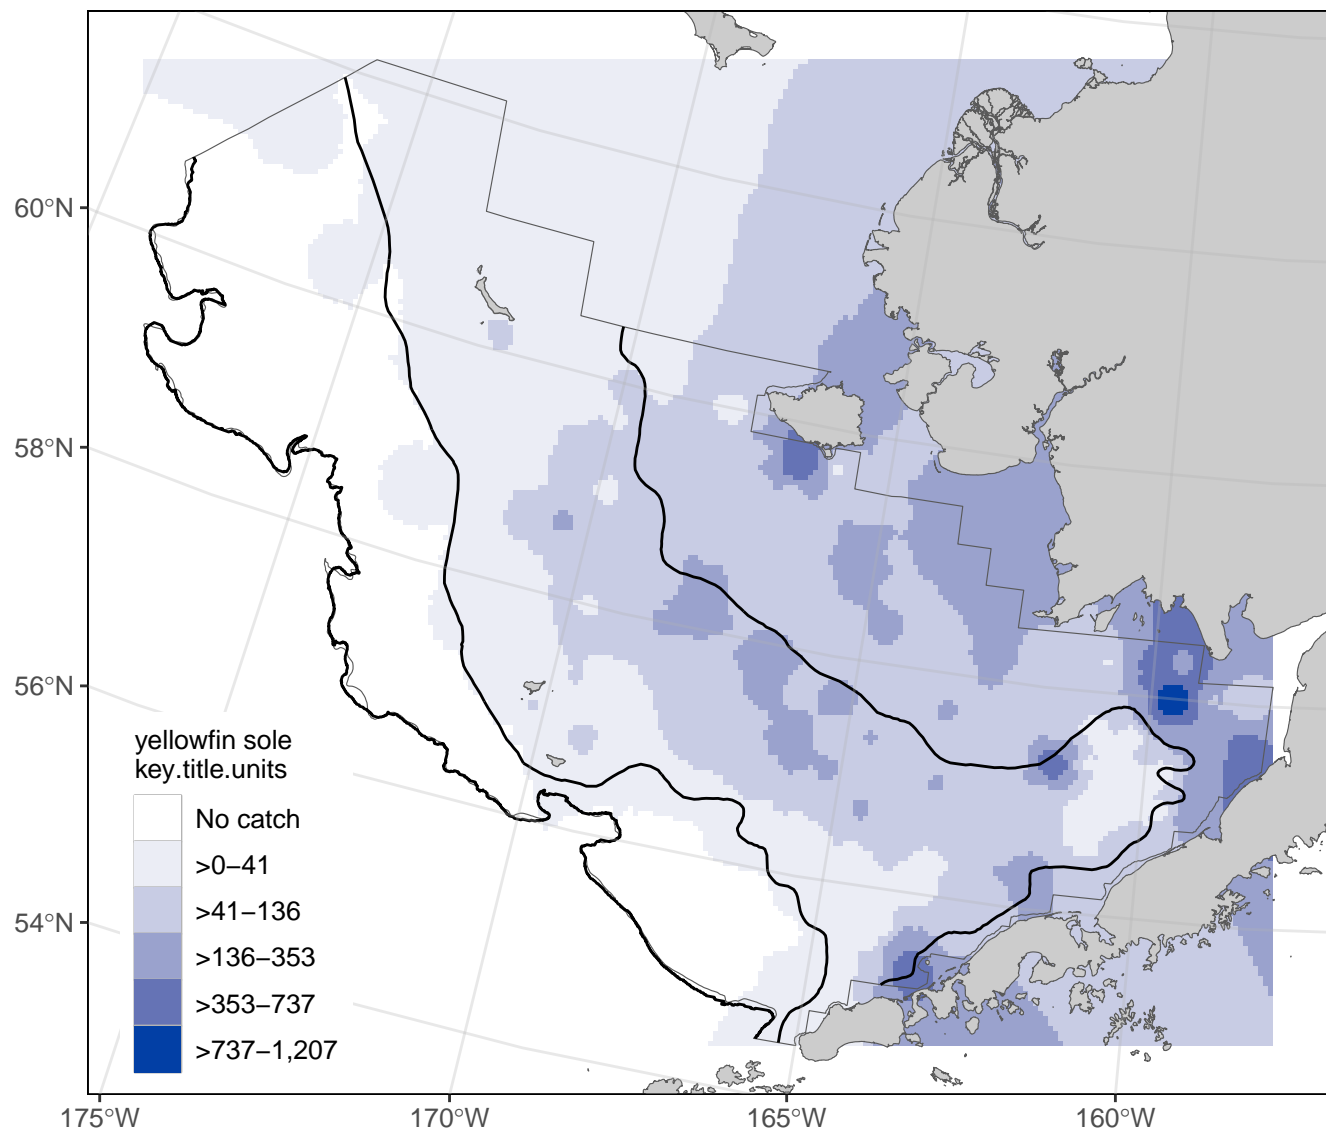 60°N
58°N
56°N
54°N
yellowfin sole
key.title.units
No catch
>0−41
>41−136
>136−353
>353−737
>737−1,207
175°W
170°W
165°W
160°W